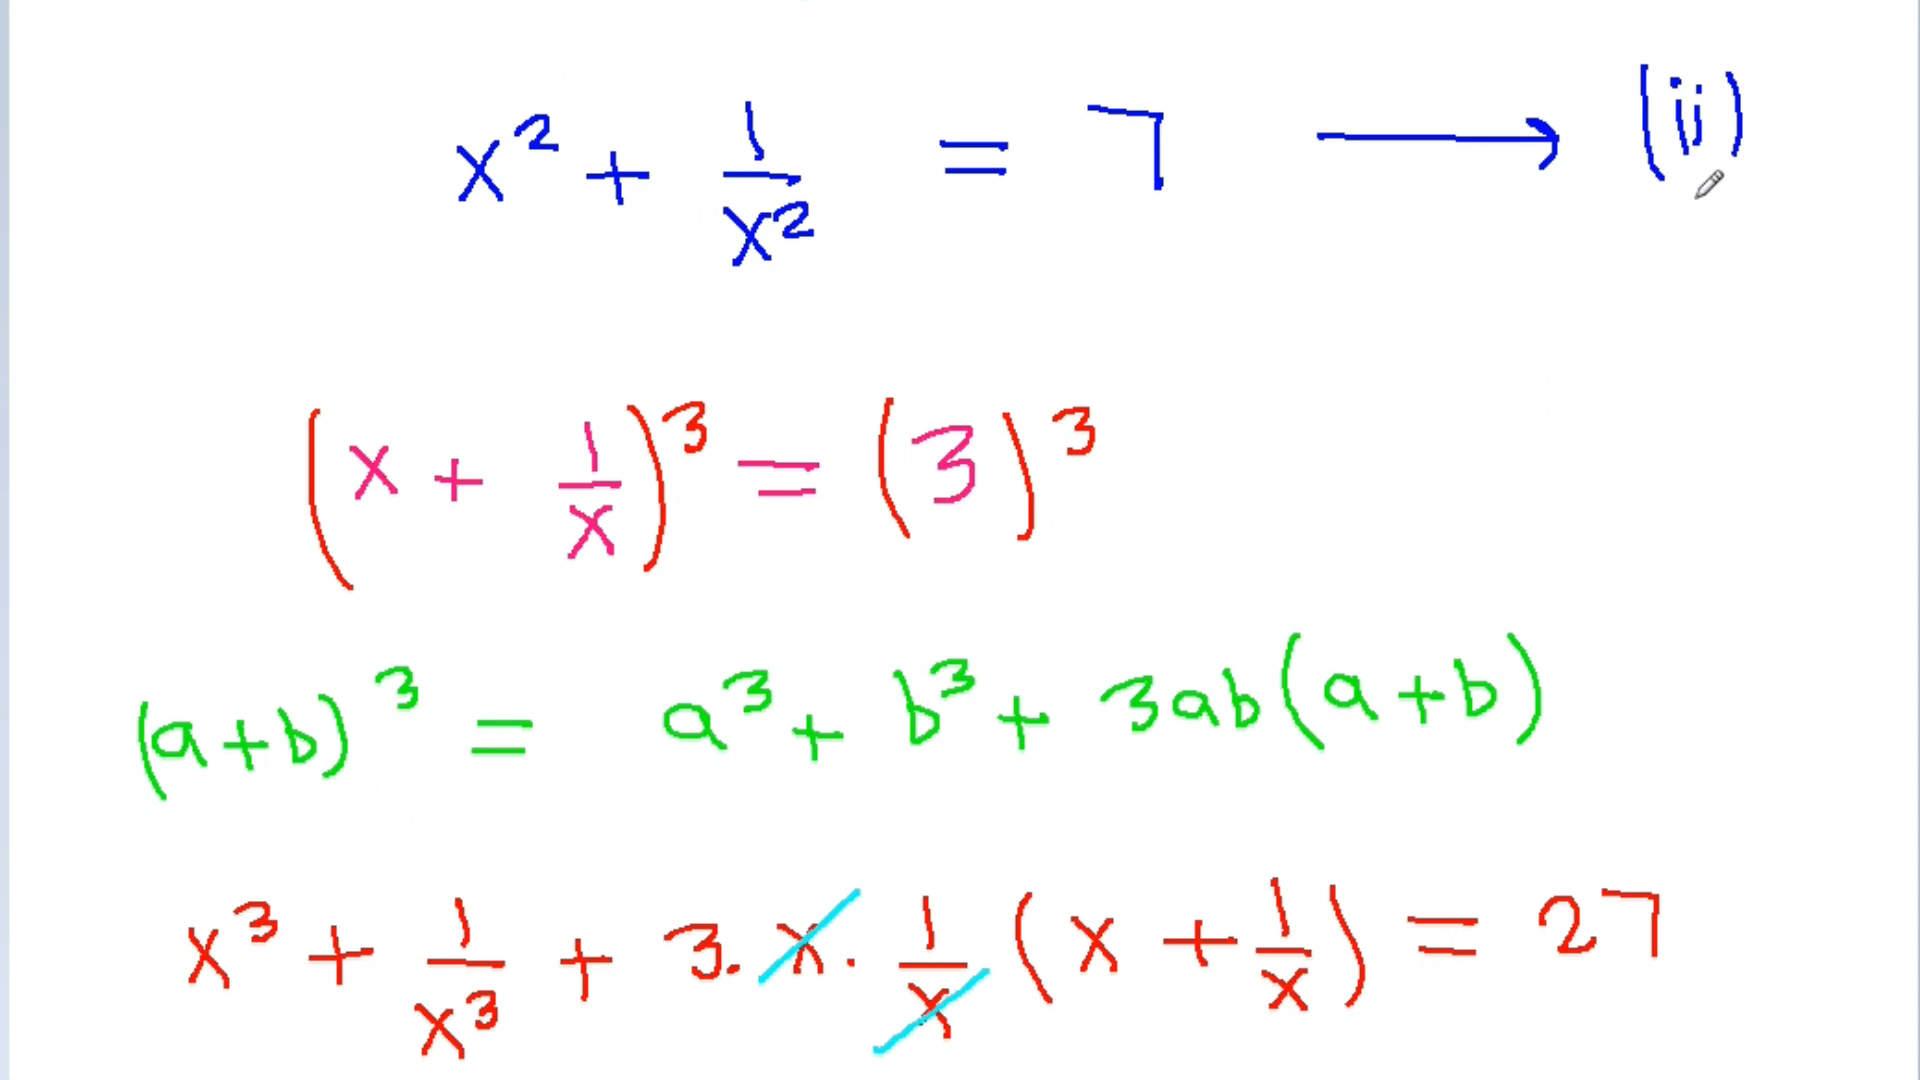 x² + 1/x² = 7 ⟶ (ii)
(x + 1/x)³ = (3)³
(a+b)³ = a³ + b³ + 3ab(a+b)
x³ + 1/x³ + 3.x.1/x (x + 1/x) = 27